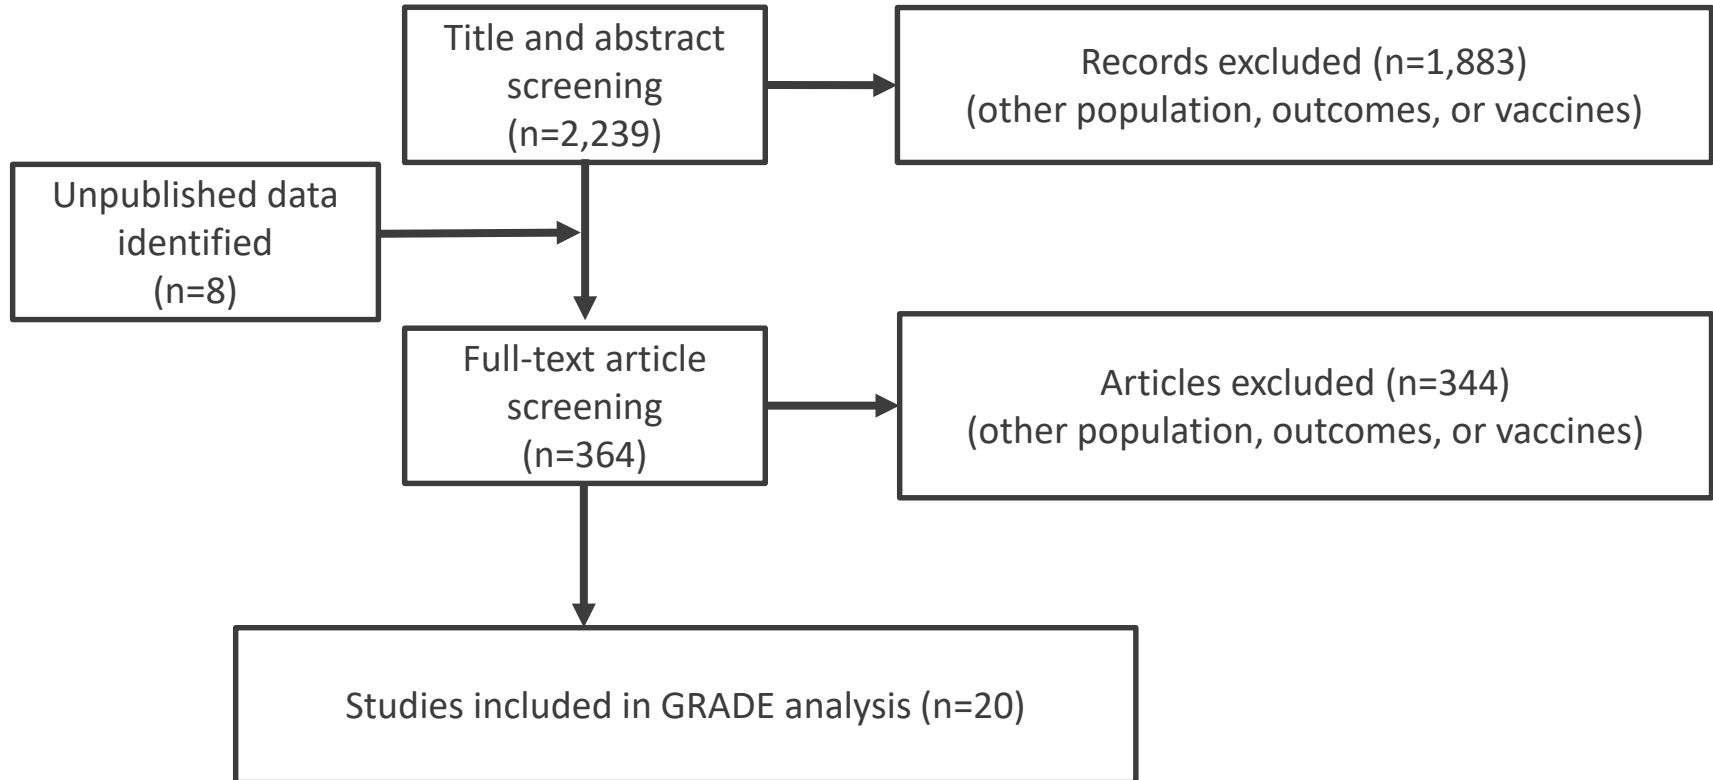 Title and abstract
screening
(n=2,239)
Records excluded (n=1,883)
(other population, outcomes, or vaccines)
Unpublished data
identified
(n=8)
Full-text article
screening
(n=364)
Articles excluded (n=344)
(other population, outcomes, or vaccines)
Studies included in GRADE analysis (n=20)